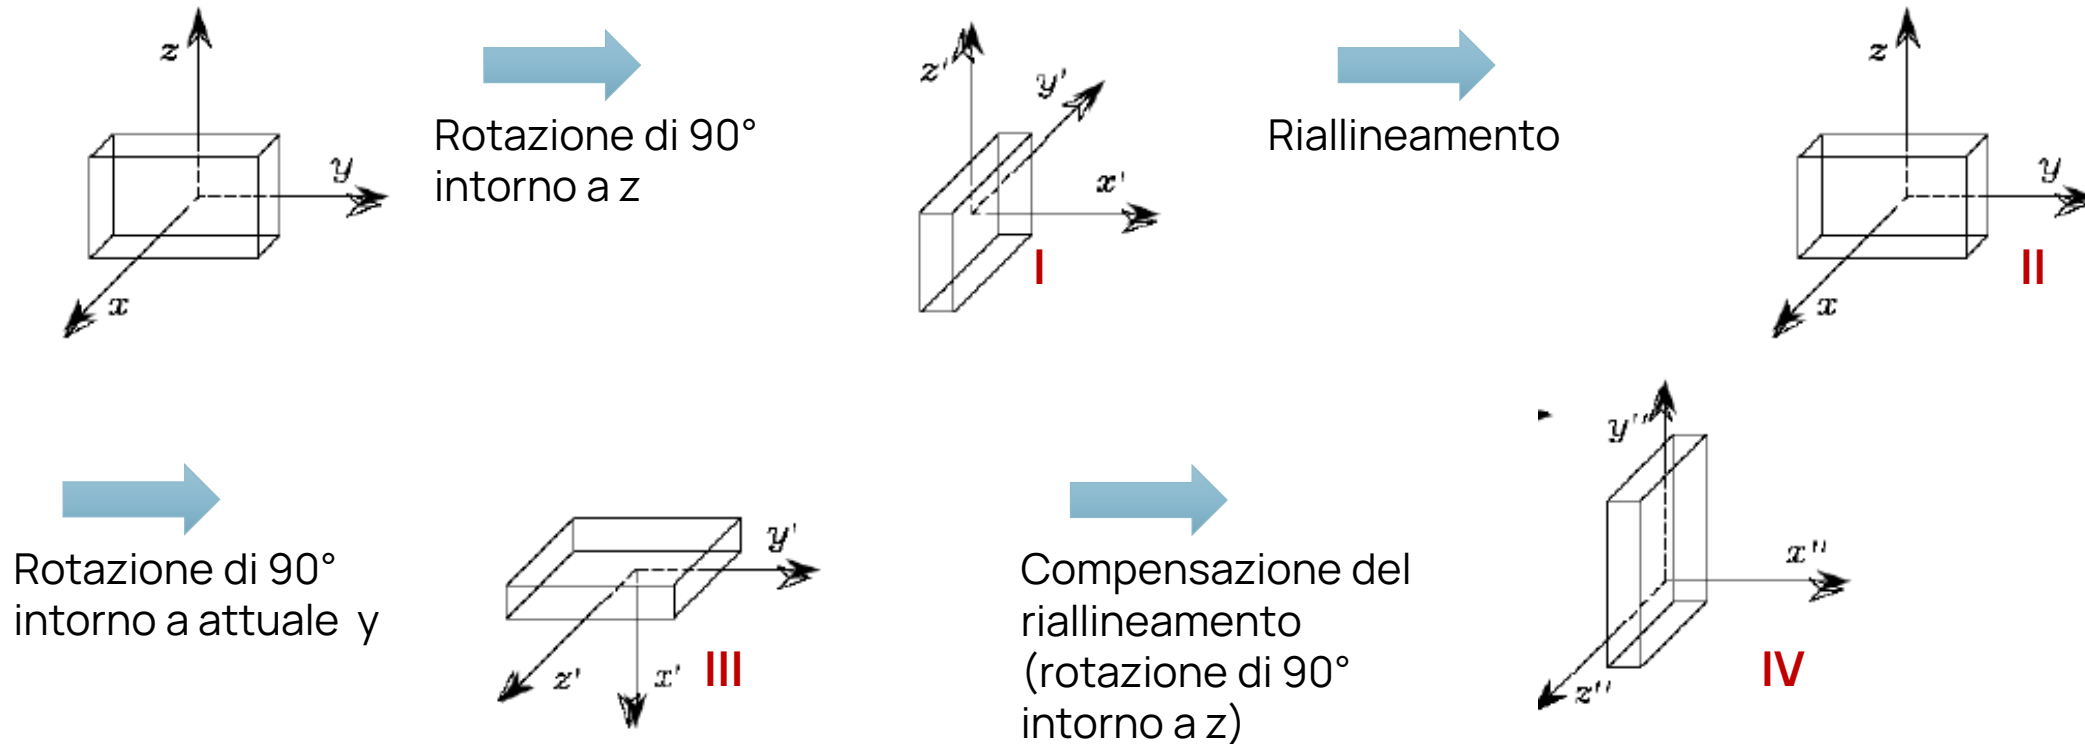 z
y
x
Rotazione di 90°
intorno a z
z'
y'
x'
I
Riallineamento
z
y
x
II
Rotazione di 90°
intorno a attuale y
y'
z'
x'
III
Compensazione del
riallineamento
(rotazione di 90°
intorno a z)
y''
x''
z''
IV